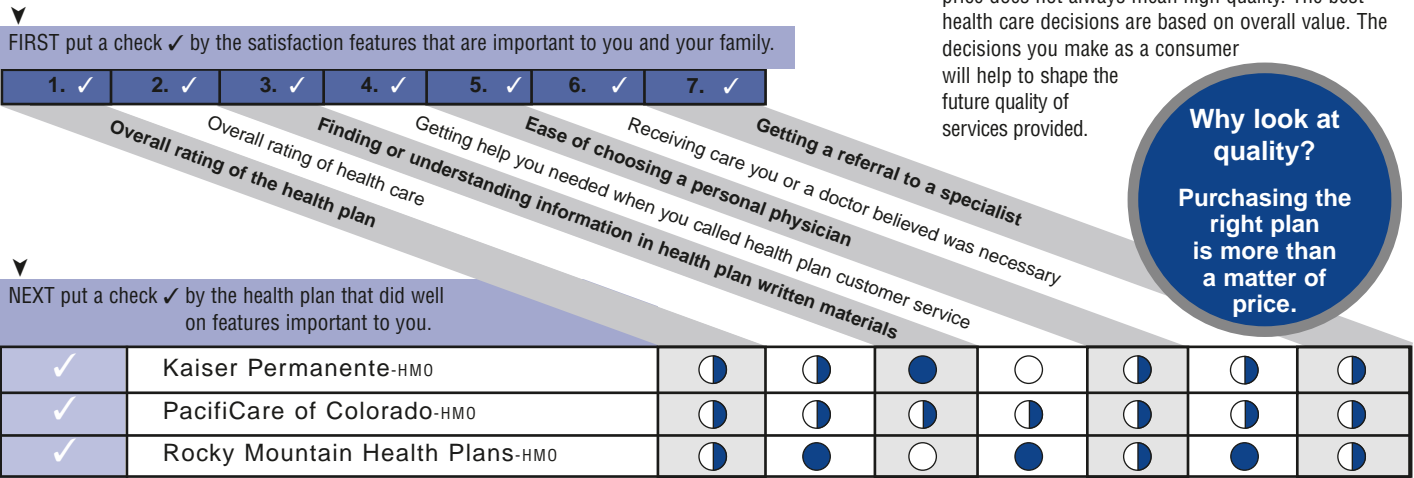 price does not always mean high quality. The best
health care decisions are based on overall value. The
decisions you make as a consumer
will help to shape the
future quality of
services provided.
FIRST put a check ✓ by the satisfaction features that are important to you and your family.
1. ✓ 2. ✓ 3. ✓ 4. ✓ 5. ✓ 6. ✓ 7. ✓
Overall rating of the health plan
Overall rating of health care
Finding or understanding information in health plan written materials
Getting help you needed when you called health plan customer service
Ease of choosing a personal physician
Receiving care you or a doctor believed was necessary
Getting a referral to a specialist
Why look at
quality?
Purchasing the
right plan
is more than
a matter of
price.
NEXT put a check ✓ by the health plan that did well
on features important to you.
✓ Kaiser Permanente-HMO
✓ PacifiCare of Colorado-HMO
✓ Rocky Mountain Health Plans-HMO